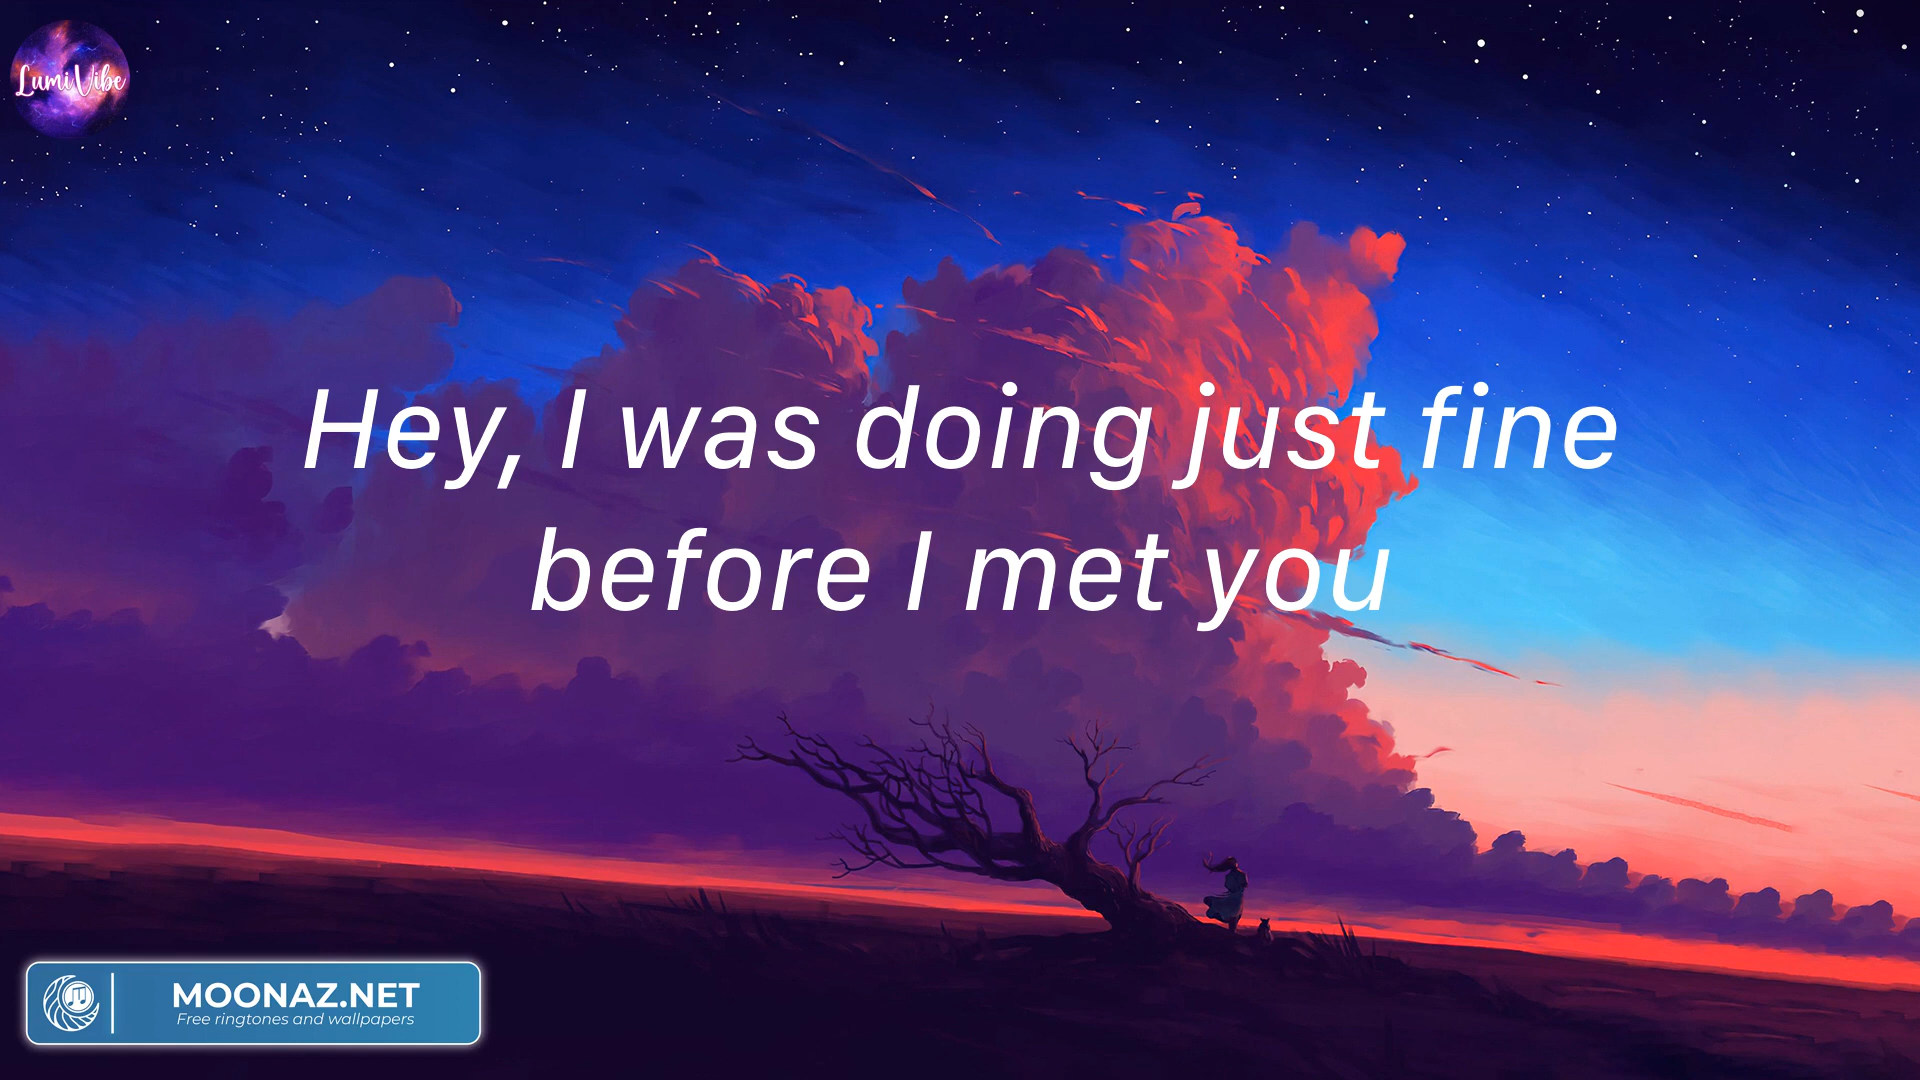 LumiVibe
Hey, I was doing just fine
before I met you
MOONAZ.NET
Free ringtones and wallpapers